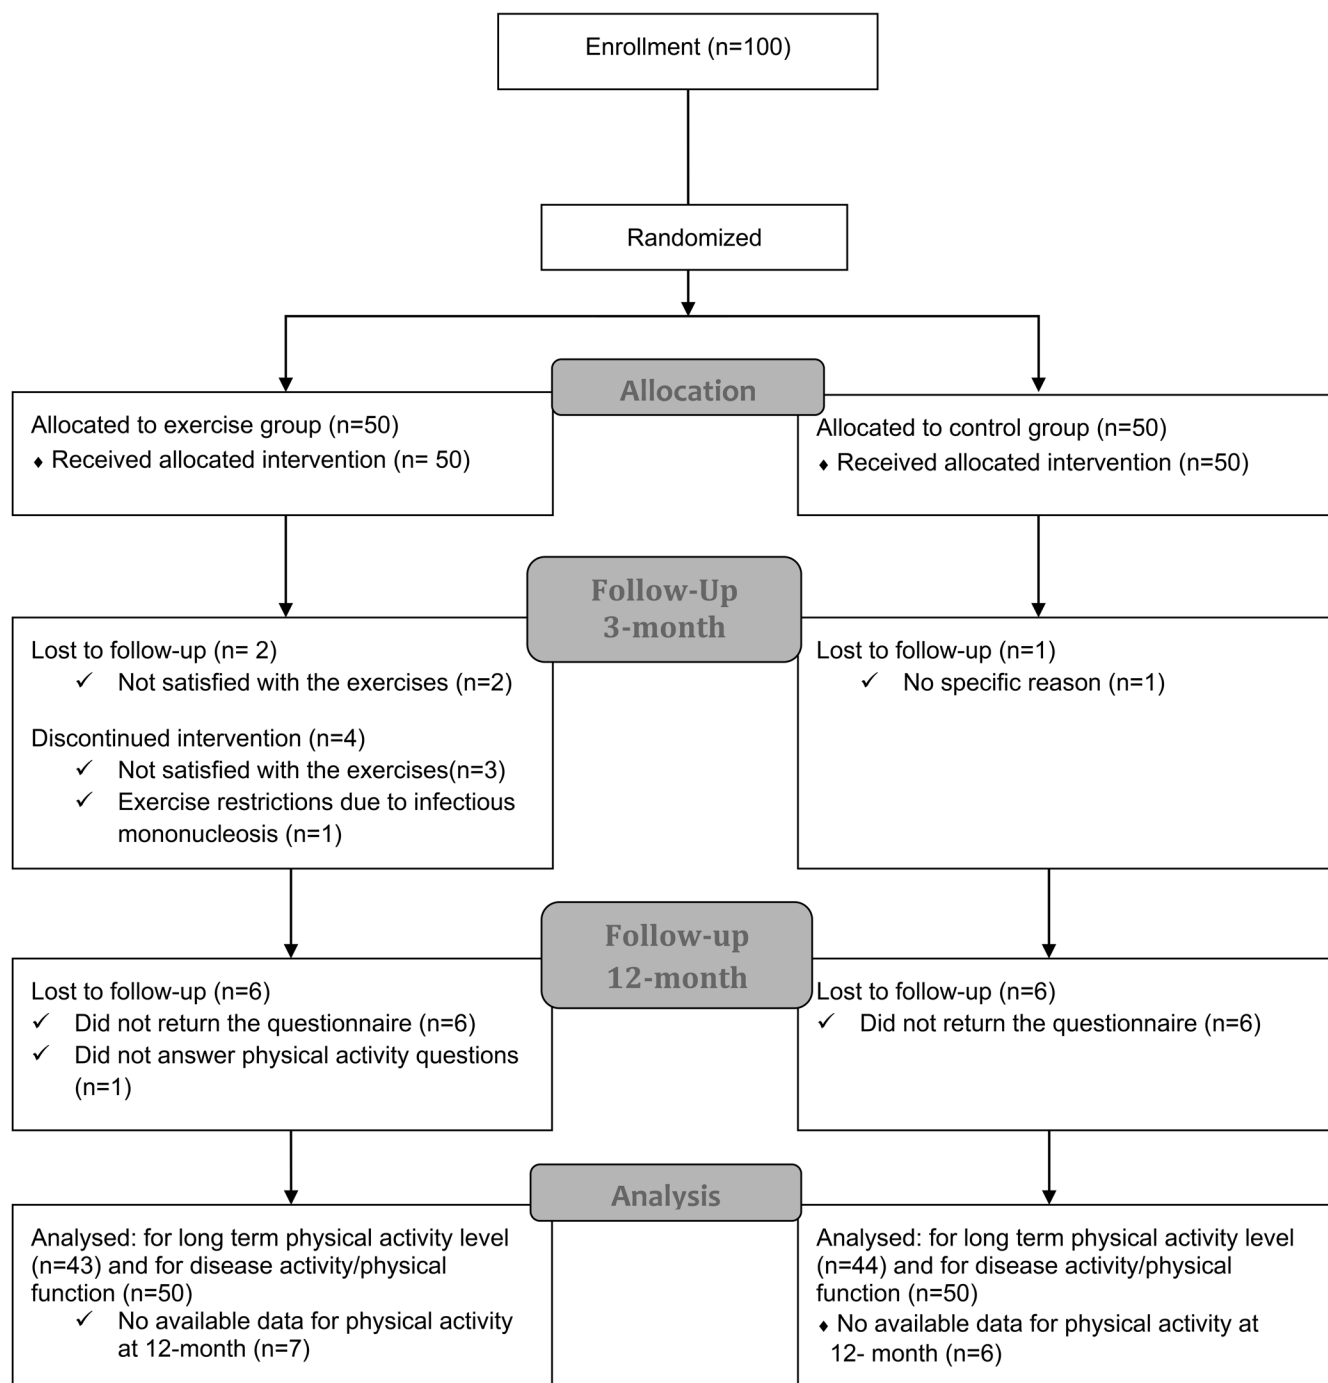 Enrollment (n=100)
Randomized
Allocation
Allocated to exercise group (n=50)
♦ Received allocated intervention (n= 50)
Allocated to control group (n=50)
♦ Received allocated intervention (n=50)
Follow-Up
3-month
Lost to follow-up (n= 2)
✓ Not satisfied with the exercises (n=2)
Discontinued intervention (n=4)
✓ Not satisfied with the exercises(n=3)
✓ Exercise restrictions due to infectious
mononucleosis (n=1)
Lost to follow-up (n=1)
✓ No specific reason (n=1)
Follow-up
12-month
Lost to follow-up (n=6)
✓ Did not return the questionnaire (n=6)
✓ Did not answer physical activity questions
(n=1)
Lost to follow-up (n=6)
✓ Did not return the questionnaire (n=6)
Analysis
Analysed: for long term physical activity level
(n=43) and for disease activity/physical
function (n=50)
✓ No available data for physical activity
at 12-month (n=7)
Analysed: for long term physical activity level
(n=44) and for disease activity/physical
function (n=50)
♦ No available data for physical activity at
12- month (n=6)